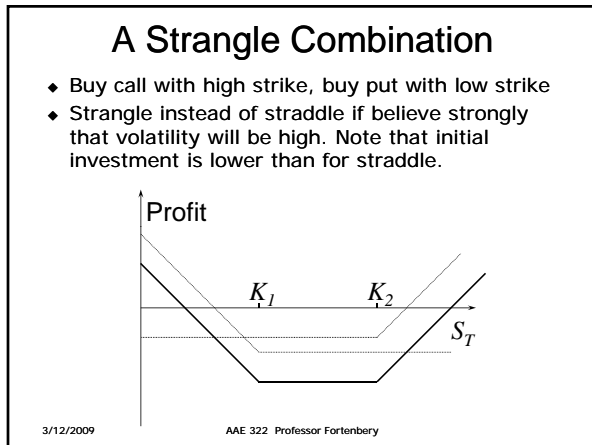 A Strangle Combination
◆ Buy call with high strike, buy put with low strike
◆ Strangle instead of straddle if believe strongly
that volatility will be high. Note that initial
investment is lower than for straddle.
Profit
K1 K2
ST
3/12/2009 AAE 322 Professor Fortenbery